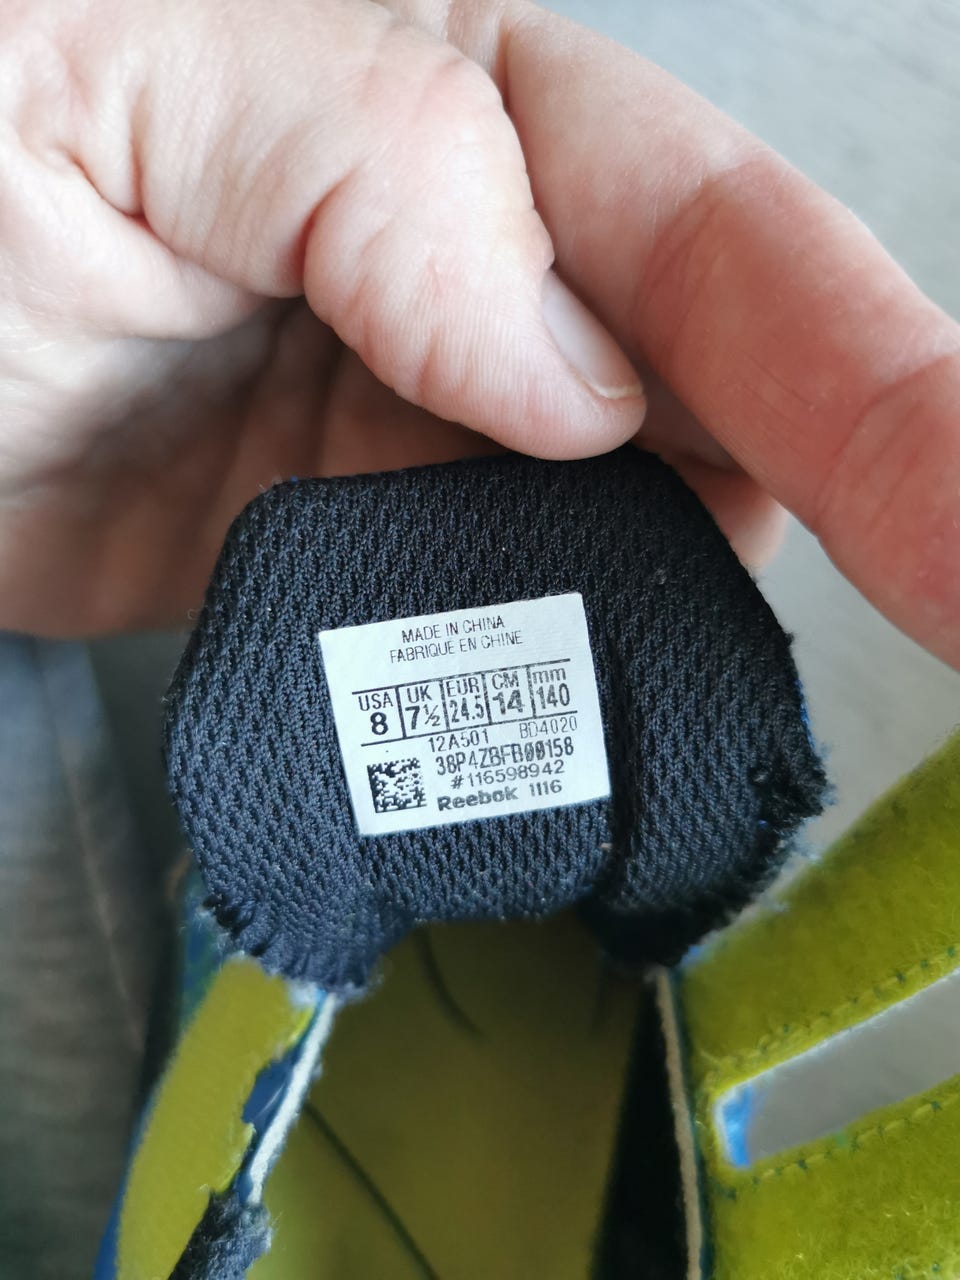 MADE IN CHINA
FABRIQUE EN CHINE
USA UK EUR CM mm
8 7½ 24.5 14 140
12A501 BD4020
38P4ZBFB00158
#116598942
Reebok 1116